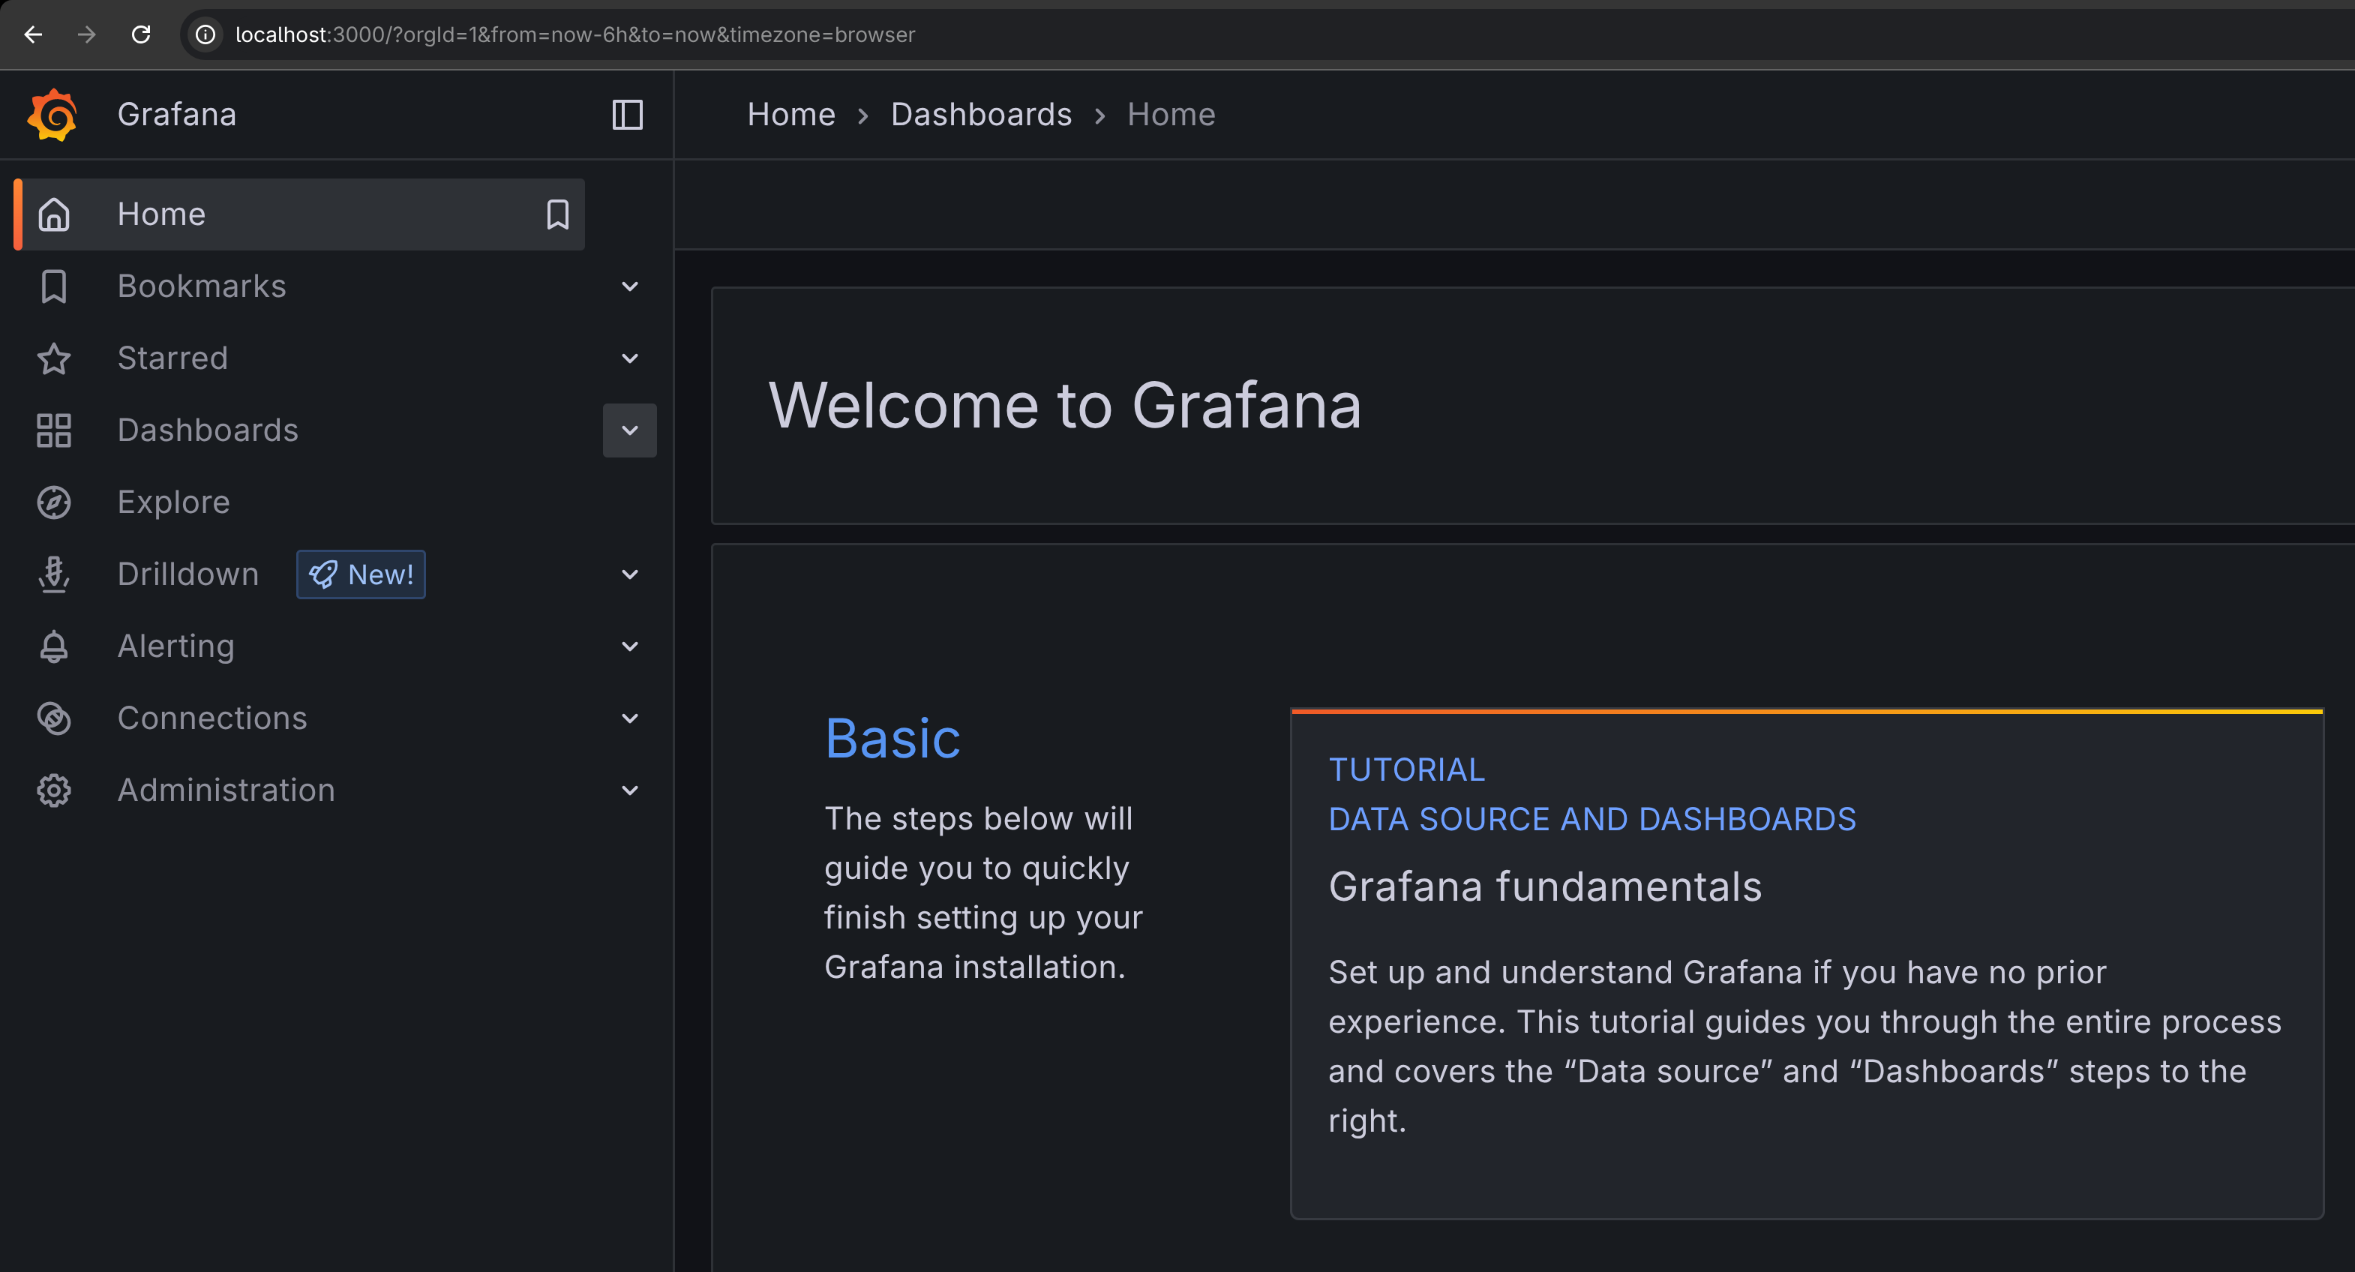 localhost:3000/?orgId=1&from=now-6h&to=now&timezone=browser
Grafana
Home › Dashboards › Home
Home
Bookmarks
Starred
Dashboards
Explore
Drilldown New!
Alerting
Connections
Administration
Welcome to Grafana
Basic
The steps below will
guide you to quickly
finish setting up your
Grafana installation.
TUTORIAL
DATA SOURCE AND DASHBOARDS
Grafana fundamentals
Set up and understand Grafana if you have no prior
experience. This tutorial guides you through the entire process
and covers the “Data source” and “Dashboards” steps to the
right.